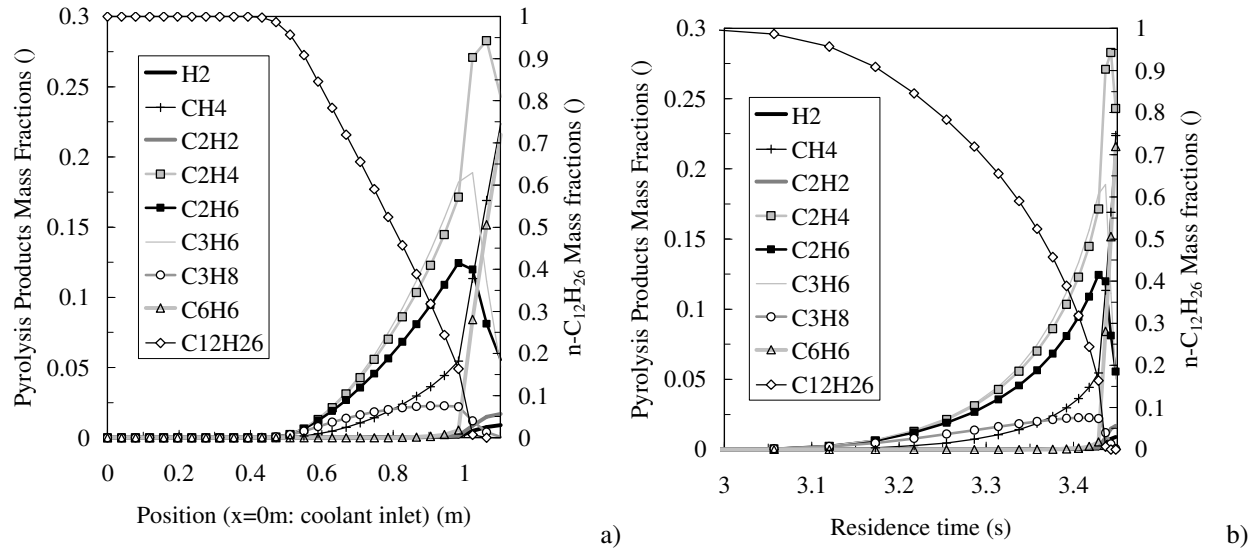 0.3
0.25
0.2
0.15
0.1
0.05
0
Pyrolysis Products Mass Fractions ()
H2
CH4
C2H2
C2H4
C2H6
C3H6
C3H8
C6H6
C12H26
1
0.9
0.8
0.7
0.6
0.5
0.4
0.3
0.2
0.1
0
n-C12H26 Mass fractions ()
0 0.2 0.4 0.6 0.8 1
Position (x=0m: coolant inlet) (m)
a)
0.3
0.25
0.2
0.15
0.1
0.05
0
Pyrolysis Products Mass Fractions ()
H2
CH4
C2H2
C2H4
C2H6
C3H6
C3H8
C6H6
C12H26
1
0.9
0.8
0.7
0.6
0.5
0.4
0.3
0.2
0.1
0
n-C12H26 Mass fractions ()
3 3.1 3.2 3.3 3.4
Residence time (s)
b)